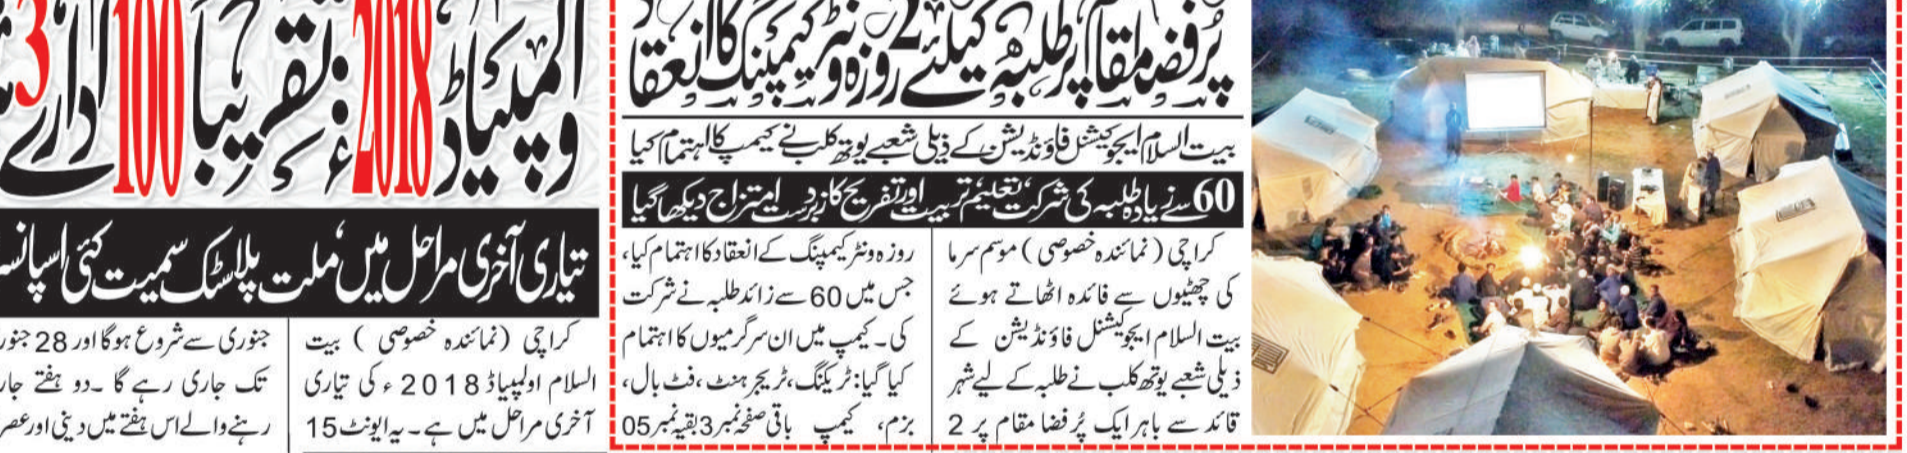 پُرفضا مقام پر طلبہ کیلئے 2 روزہ ونٹر کیمپنگ کا انعقاد
بیت السلام ایجوکیشنل فاؤنڈیشن کے ذیلی شعبے یوتھ کلب نے کیمپ کا اہتمام کیا
60 سے زیادہ طلبہ کی شرکت، تعلیم، تربیت اور تفریح کا زبردست امتزاج دیکھا گیا
کراچی (نمائندہ خصوصی) موسم سرما
کی چھٹیوں سے فائدہ اٹھاتے ہوئے
بیت السلام ایجوکیشنل فاؤنڈیشن کے
ذیلی شعبے یوتھ کلب نے طلبہ کے لیے شہر
قائد سے باہر ایک پُر فضا مقام پر 2
روزہ ونٹر کیمپنگ کے انعقاد کا اہتمام کیا،
جس میں 60 سے زائد طلبہ نے شرکت
کی۔ کیمپ میں ان سرگرمیوں کا اہتمام
کیا گیا: ٹریکنگ، ٹریجر ہنٹ، فٹ بال،
بزم، کیمپ باقی صفحہ نمبر 3 بقیہ نمبر 05
اولمپیاڈ 2018ء: تقریباً 100 ادارے 3
تیاری آخری مراحل میں، ملت پلاسٹک سمیت کئی
کراچی (نمائندہ خصوصی) بیت
السلام اولمپیاڈ 2018ء کی تیاری
آخری مراحل میں ہے۔ یہ ایونٹ 15
جنوری سے شروع ہوگا اور 28
تک جاری رہے گا۔ دو ہفتے
رہنے والے اس ہفتے میں دینی اور